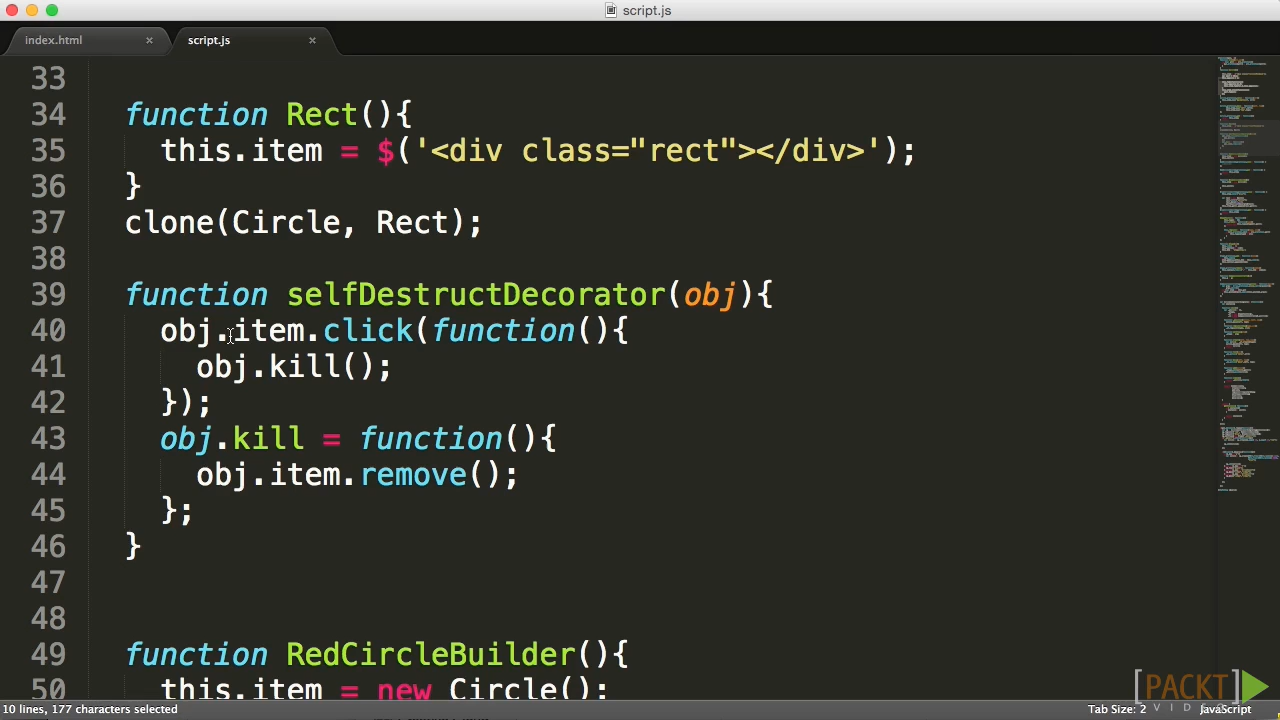 script.js
index.html × script.js ×
33
34 function Rect(){
35 this.item = $('<div class="rect"></div>');
36 }
37 clone(Circle, Rect);
38
39 function selfDestructDecorator(obj){
40 obj.item.click(function(){
41 obj.kill();
42 });
43 obj.kill = function(){
44 obj.item.remove();
45 };
46 }
47
48
49 function RedCircleBuilder(){
50 this.item = new Circle();
10 lines, 177 characters selected
Tab Size: 2 JavaScript
[PACKT]
VIDEO